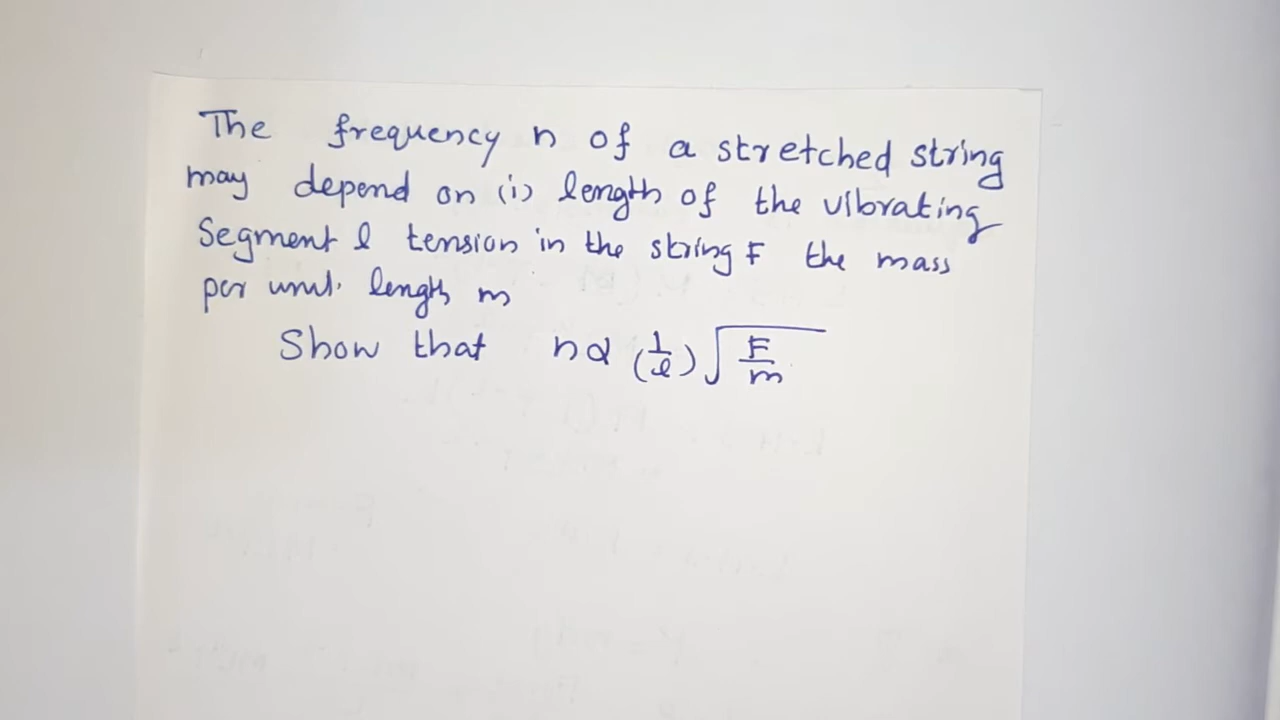 The frequency n of a stretched string
may depend on (i) length of the vibrating
Segment l tension in the string F the mass
per unit. length m
Show that n α (1/l) √F/m